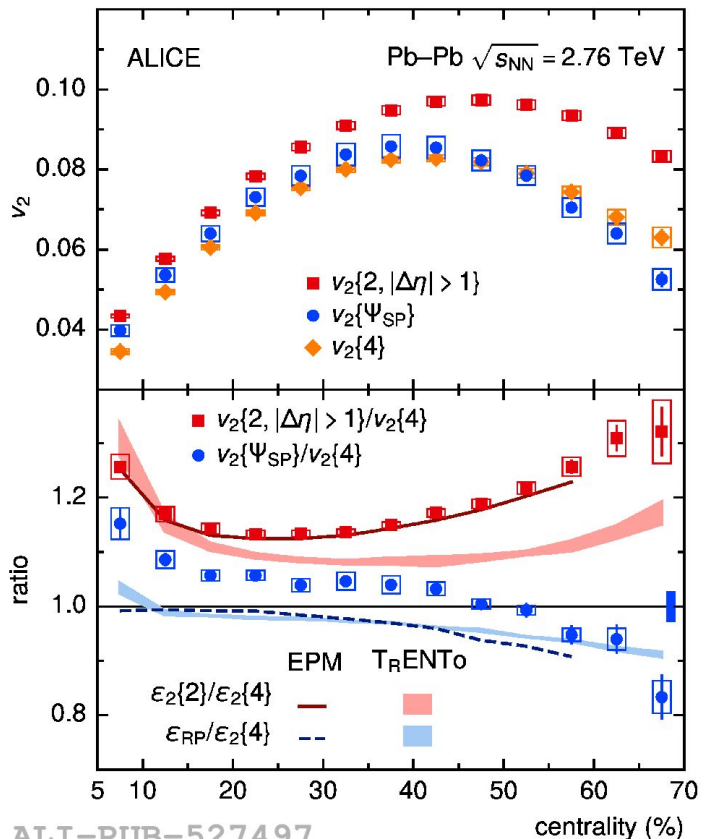 ALICE
Pb–Pb √sNN = 2.76 TeV
0.10
0.08
0.06
0.04
v2
v2{2, |Δη| > 1}
v2{ΨSP}
v2{4}
v2{2, |Δη| > 1}/v2{4}
v2{ΨSP}/v2{4}
1.2
1.0
0.8
ratio
EPM TRENTo
ε2{2}/ε2{4}
εRP/ε2{4}
5 10 20 30 40 50 60 70
centrality (%)
ALI-PUB-527497